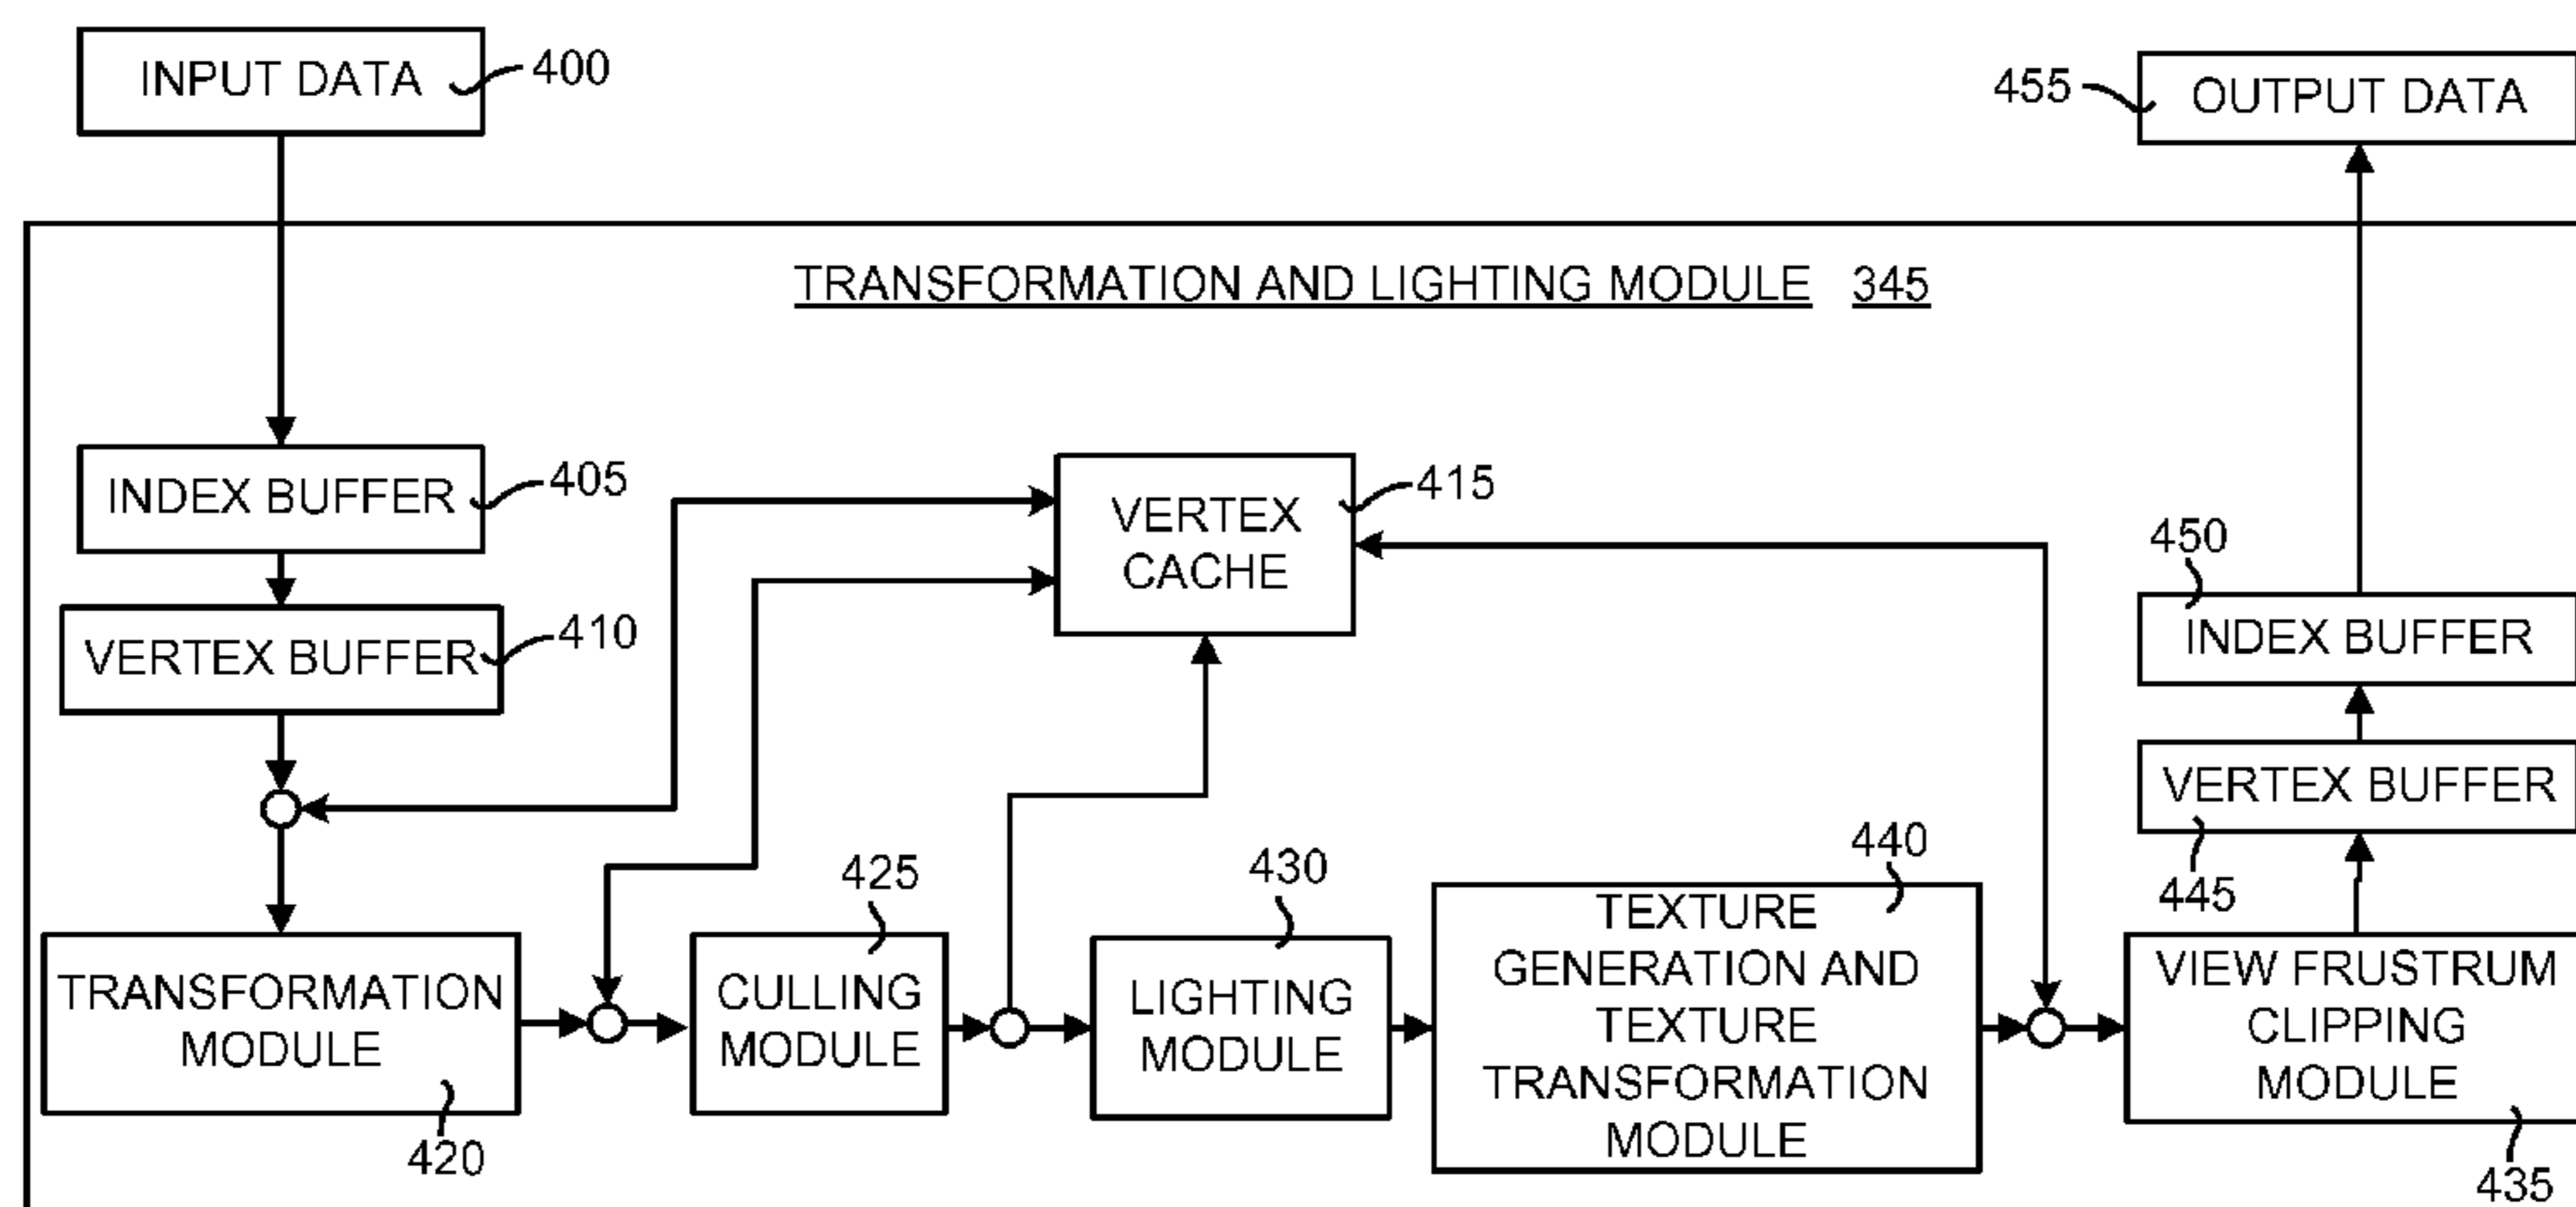 INPUT DATA
400
455
OUTPUT DATA
TRANSFORMATION AND LIGHTING MODULE 345
INDEX BUFFER
405
VERTEX
CACHE
415
450
INDEX BUFFER
VERTEX BUFFER
410
VERTEX BUFFER
445
TRANSFORMATION
MODULE
420
425
CULLING
MODULE
430
LIGHTING
MODULE
440
TEXTURE
GENERATION AND
TEXTURE
TRANSFORMATION
MODULE
VIEW FRUSTRUM
CLIPPING
MODULE
435